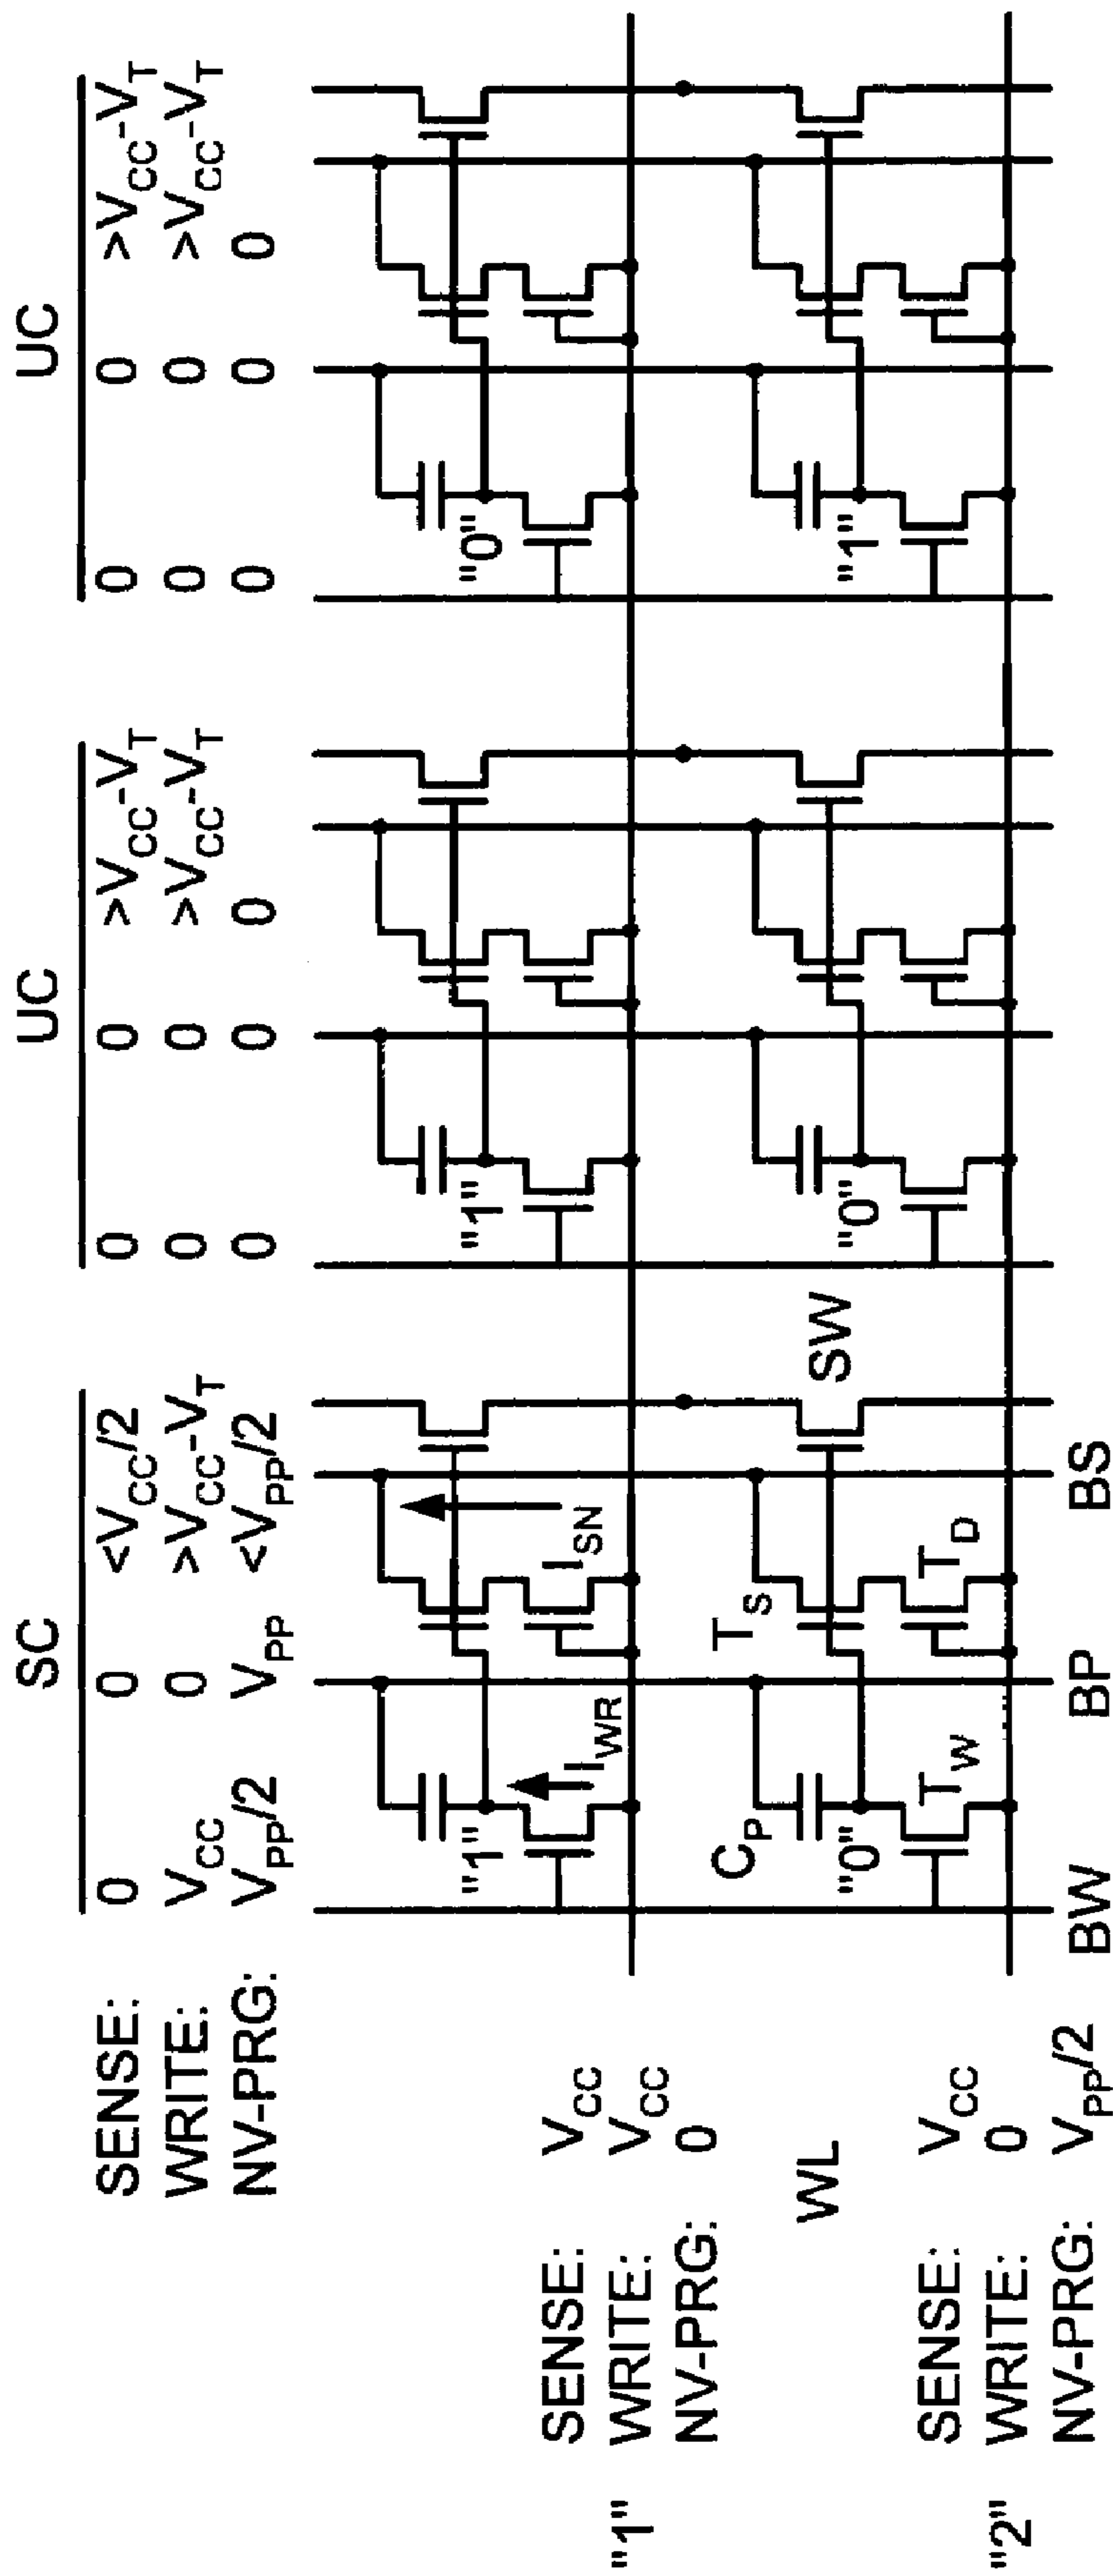 SC UC UC
SENSE: 0 0 <V_CC/2 0 0 >V_CC-V_T 0 0 >V_CC-V_T
WRITE: V_CC 0 >V_CC-V_T 0 0 >V_CC-V_T 0 0 >V_CC-V_T
NV-PRG: V_PP/2 V_PP <V_PP/2 0 0 0 0 0 0
"1" "1" "0"
SENSE: V_CC I_WR I_SN
"1" WRITE: V_CC
NV-PRG: 0
C_P T_S
WL SW
"0" "0" "1"
SENSE: V_CC T_W T_D
"2" WRITE: 0
NV-PRG: V_PP/2 BW BP BS